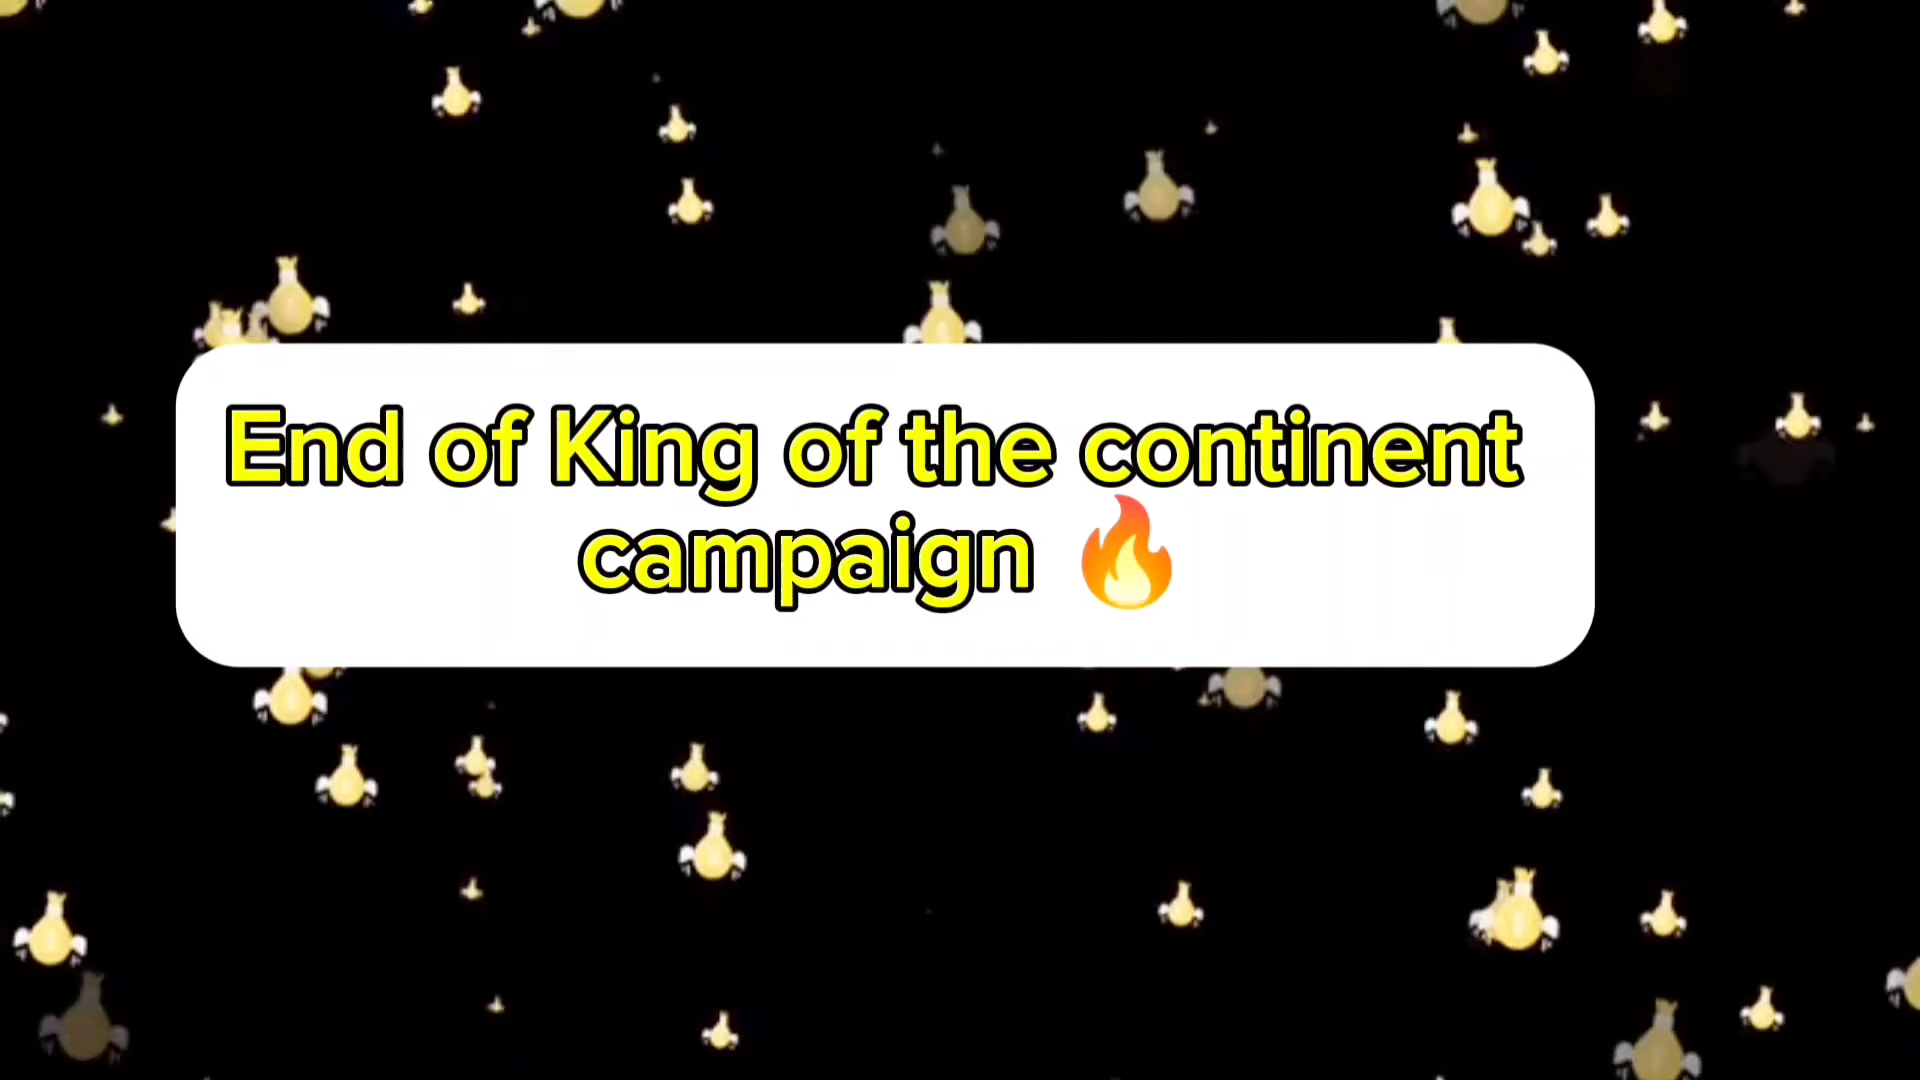 End of King of the continent
campaign 🔥